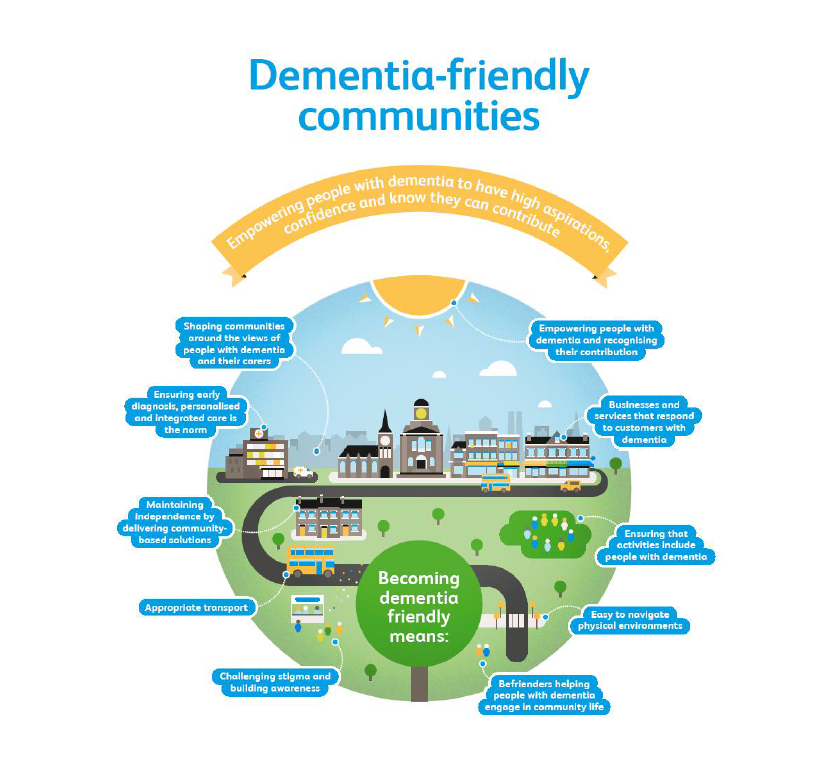 Dementia-friendly
communities
Empowering people with dementia to have high aspirations,
confidence and know they can contribute
Shaping communities
around the views of
people with dementia
and their carers
Empowering people with
dementia and recognising
their contribution
Ensuring early
diagnosis, personalised
and integrated care is
the norm
Businesses and
services that respond
to customers with
dementia
Maintaining
independence by
delivering community-
based solutions
Ensuring that
activities include
people with dementia
Becoming
dementia
friendly
means:
Appropriate transport
Easy to navigate
physical environments
Challenging stigma and
building awareness
Befrienders helping
people with dementia
engage in community life